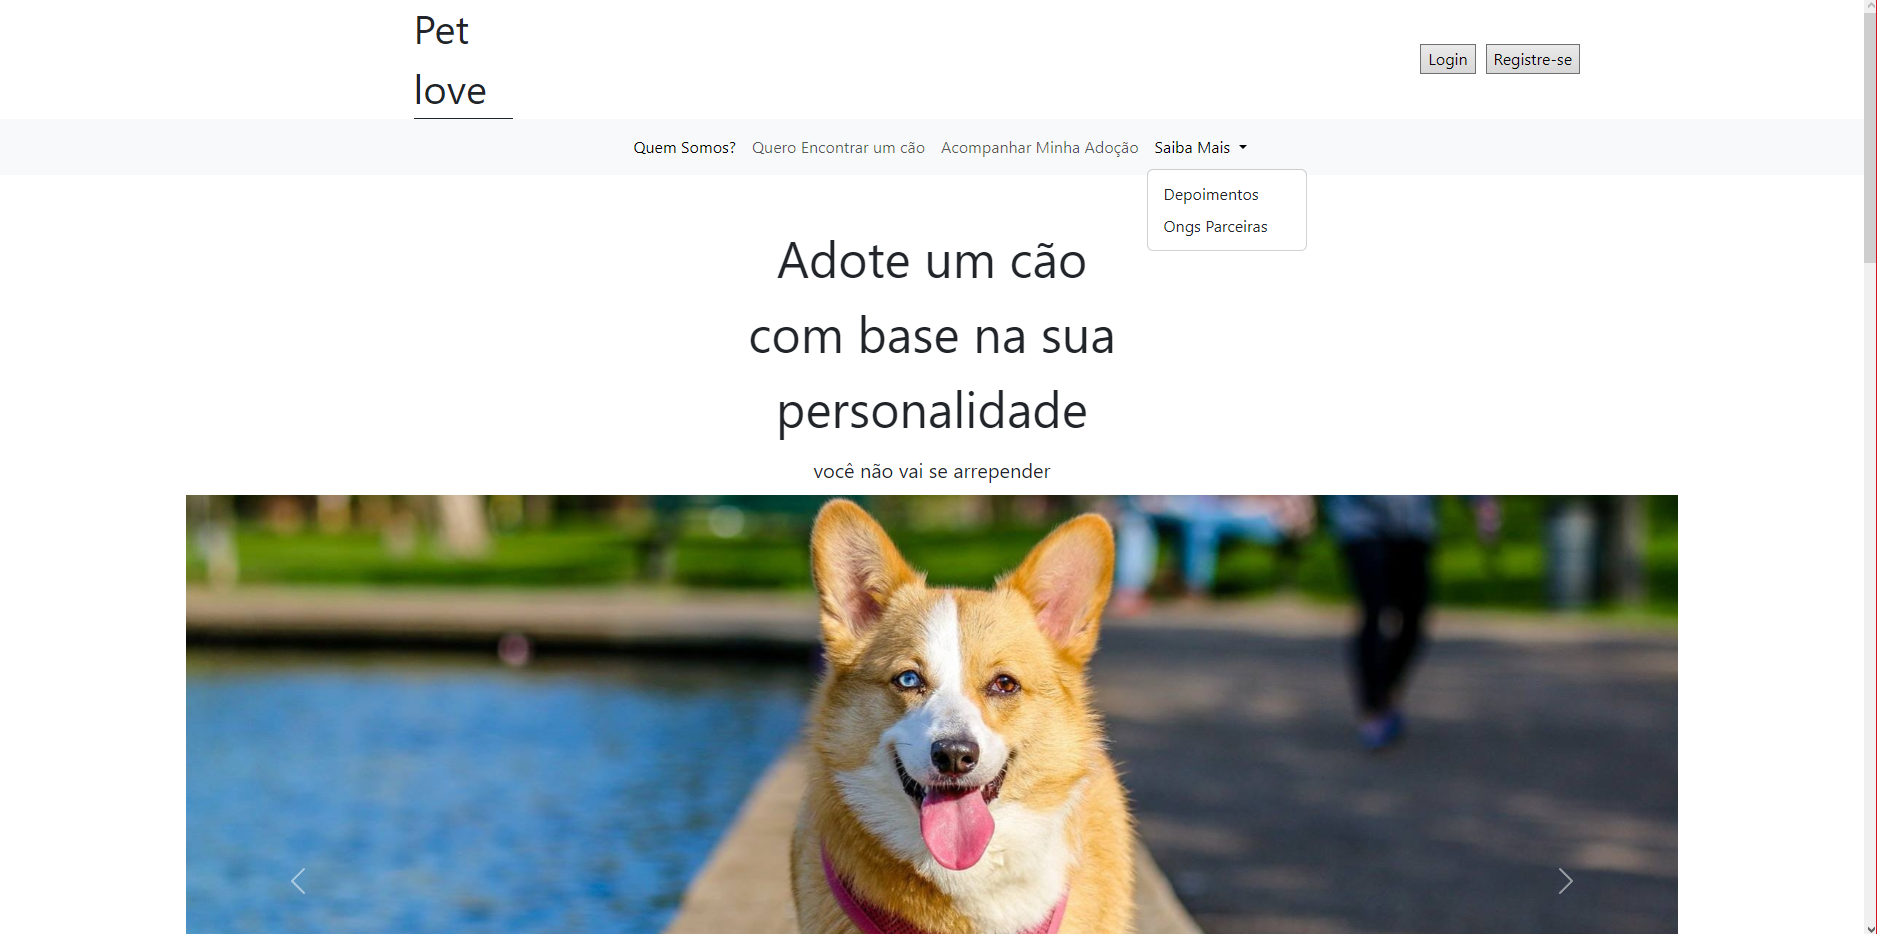 Pet
love
Login Registre-se
Quem Somos? Quero Encontrar um cão Acompanhar Minha Adoção Saiba Mais
Depoimentos
Ongs Parceiras
Adote um cão
com base na sua
personalidade
você não vai se arrepender